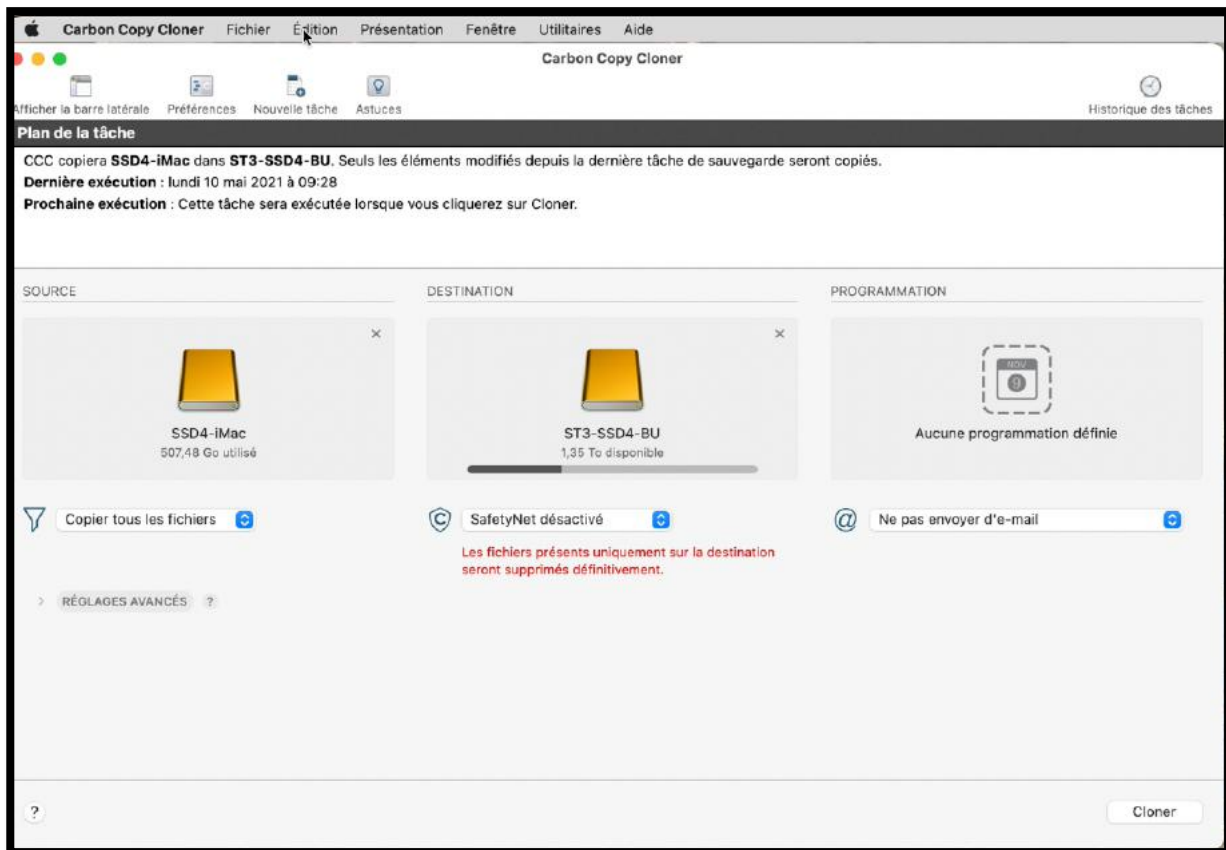 Carbon Copy Cloner Fichier Édition Présentation Fenêtre Utilitaires Aide
Carbon Copy Cloner
Afficher la barre latérale Préférences Nouvelle tâche Astuces Historique des tâches
Plan de la tâche
CCC copiera SSD4-iMac dans ST3-SSD4-BU. Seuls les éléments modifiés depuis la dernière tâche de sauvegarde seront copiés.
Dernière exécution : lundi 10 mai 2021 à 09:28
Prochaine exécution : Cette tâche sera exécutée lorsque vous cliquerez sur Cloner.
SOURCE DESTINATION PROGRAMMATION
NOV
9
SSD4-iMac ST3-SSD4-BU Aucune programmation définie
507,48 Go utilisé 1,35 To disponible
Copier tous les fichiers C SafetyNet désactivé @ Ne pas envoyer d'e-mail
Les fichiers présents uniquement sur la destination
seront supprimés définitivement.
RÉGLAGES AVANCÉS ?
? Cloner